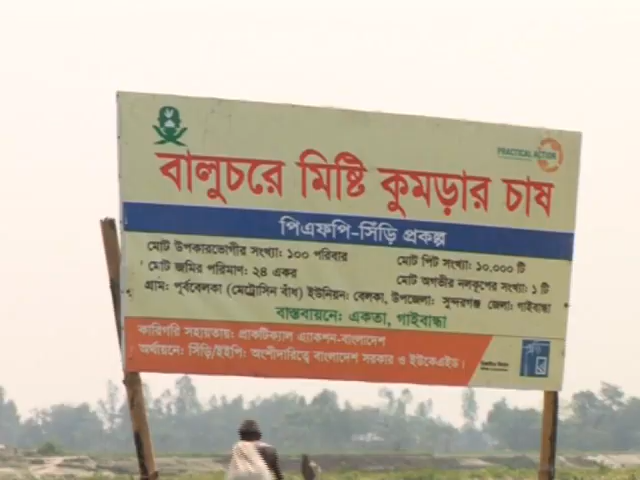 PRACTICAL ACTION
বালুচরে মিষ্টি কুমড়ার চাষ
পিএফপি-সিঁড়ি প্রকল্প
মোট উপকারভোগীর সংখ্যা: ১০০ পরিবার
মোট পিট সংখ্যা: ১০,০০০ টি
মোট জমির পরিমাণ: ২৪ একর
মোট অগভীর নলকূপের সংখ্যা: ১ টি
গ্রাম: পূর্ববেলকা (মেট্রোসিন বাঁধ) ইউনিয়ন: বেলকা, উপজেলা: সুন্দরগঞ্জ জেলা: গাইবান্ধা
বাস্তবায়নে: একতা, গাইবান্ধা
কারিগরি সহায়তায়: প্রাকটিক্যাল এ্যাকশন-বাংলাদেশ
অর্থায়নে: সিঁড়ি/ইইপি: অংশীদারিত্বে বাংলাদেশ সরকার ও ইউকেএইড।